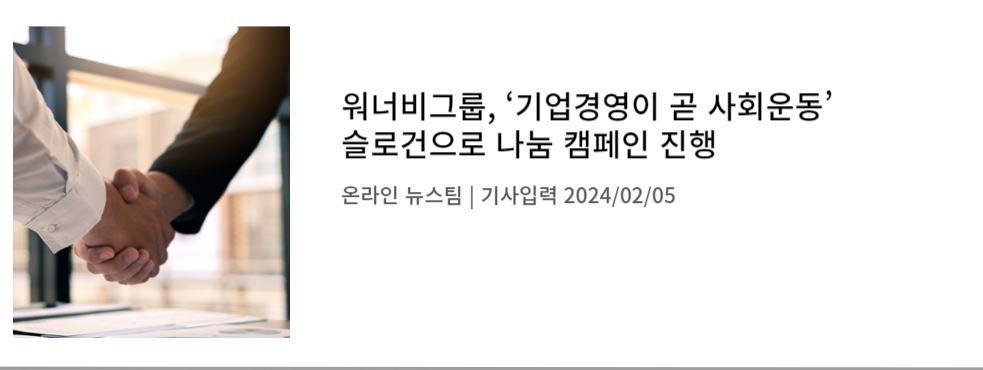 워너비그룹, ‘기업경영이 곧 사회운동’
슬로건으로 나눔 캠페인 진행
온라인 뉴스팀 | 기사입력 2024/02/05